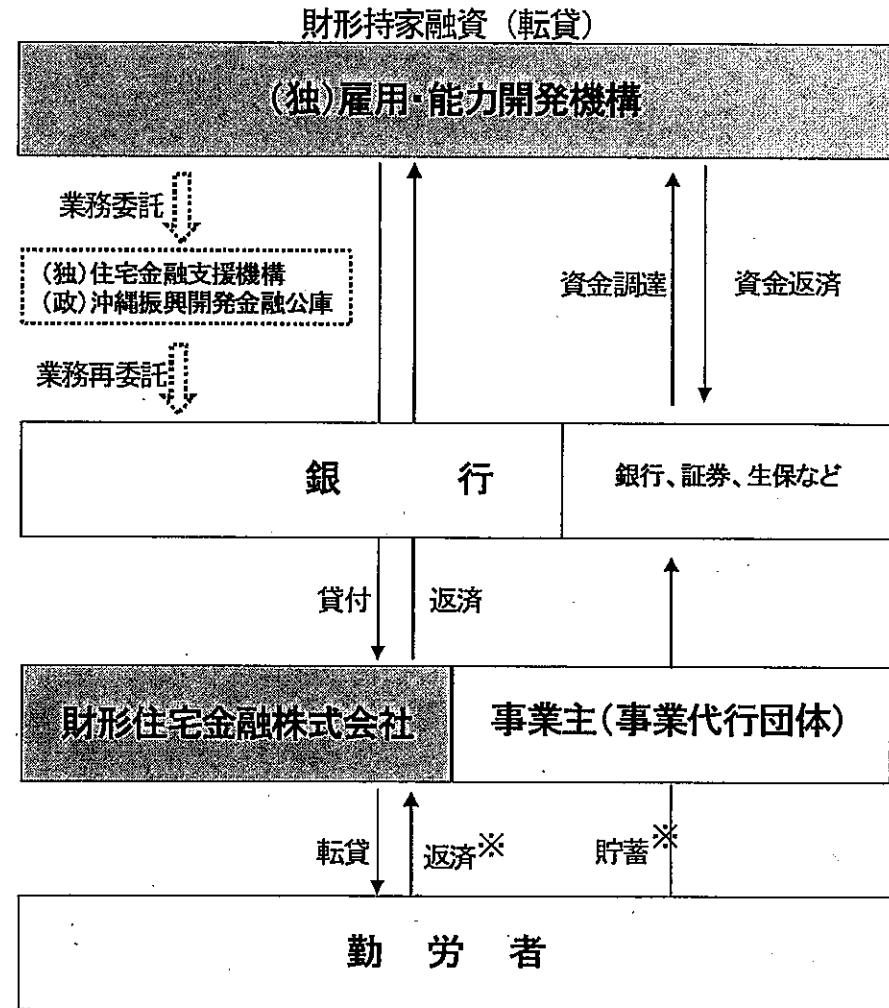 財形持家融資（転貸）
(独)雇用・能力開発機構
業務委託
(独)住宅金融支援機構
(政)沖縄振興開発金融公庫
資金調達
資金返済
業務再委託
銀　行
銀行、証券、生保など
貸付
返済
財形住宅金融株式会社
事業主(事業代行団体)
転貸
返済※
貯蓄※
勤労者